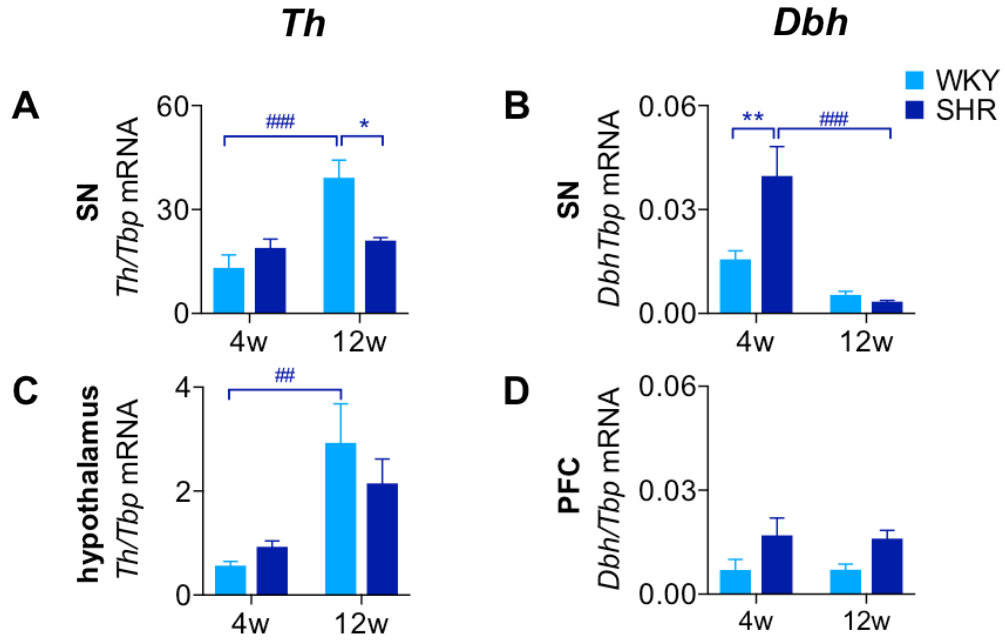 Th
Dbh
WKY
SHR
A
SN
Th/Tbp mRNA
60
30
0
###
*
4w
12w
B
SN
DbhTbp mRNA
0.06
0.03
0.00
**
###
4w
12w
C
hypothalamus
Th/Tbp mRNA
4
2
0
##
4w
12w
D
PFC
Dbh/Tbp mRNA
0.06
0.03
0.00
4w
12w